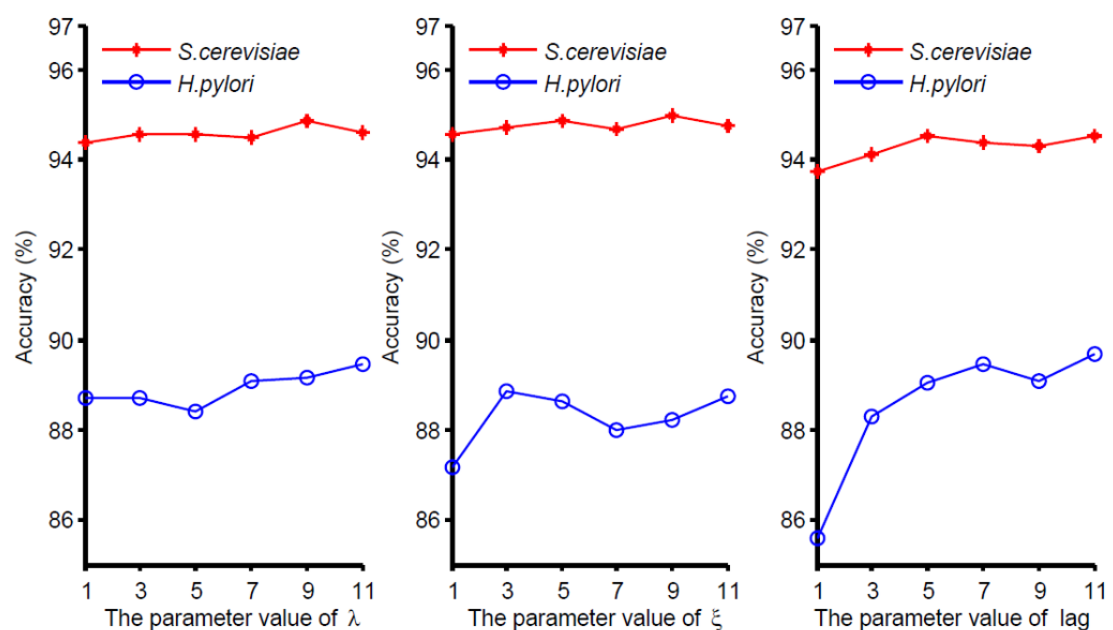 97
S.cerevisiae
96
H.pylori
94
92
90
88
86
Accuracy (%)
1 3 5 7 9 11
The parameter value of λ
97
S.cerevisiae
96
H.pylori
94
92
90
88
86
Accuracy (%)
1 3 5 7 9 11
The parameter value of ξ
97
S.cerevisiae
96
H.pylori
94
92
90
88
86
Accuracy (%)
1 3 5 7 9 11
The parameter value of lag